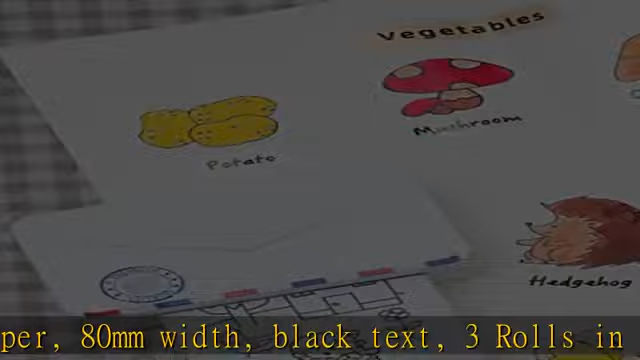 Vegetables
Mushroom
Potato
Hedgehog
per, 80mm width, black text, 3 Rolls in